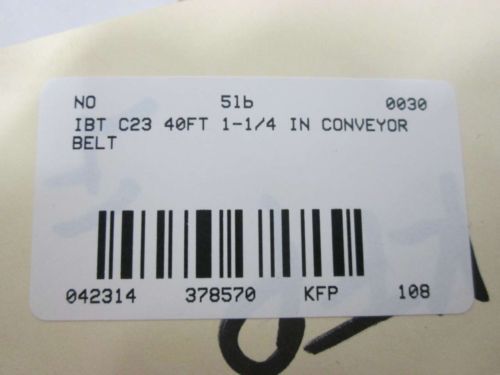 NO 51b 0030
IBT C23 40FT 1-1/4 IN CONVEYOR
BELT
042314 378570 KFP 108